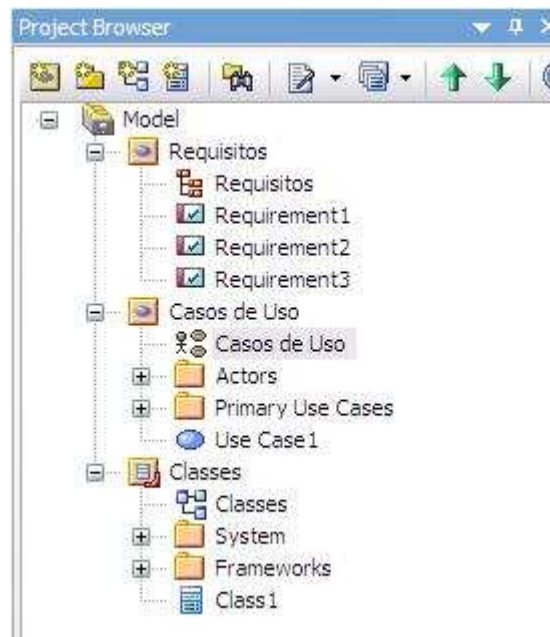 Project Browser
Model
Requisitos
Requisitos
Requirement1
Requirement2
Requirement3
Casos de Uso
Casos de Uso
Actors
Primary Use Cases
Use Case1
Classes
Classes
System
Frameworks
Class1